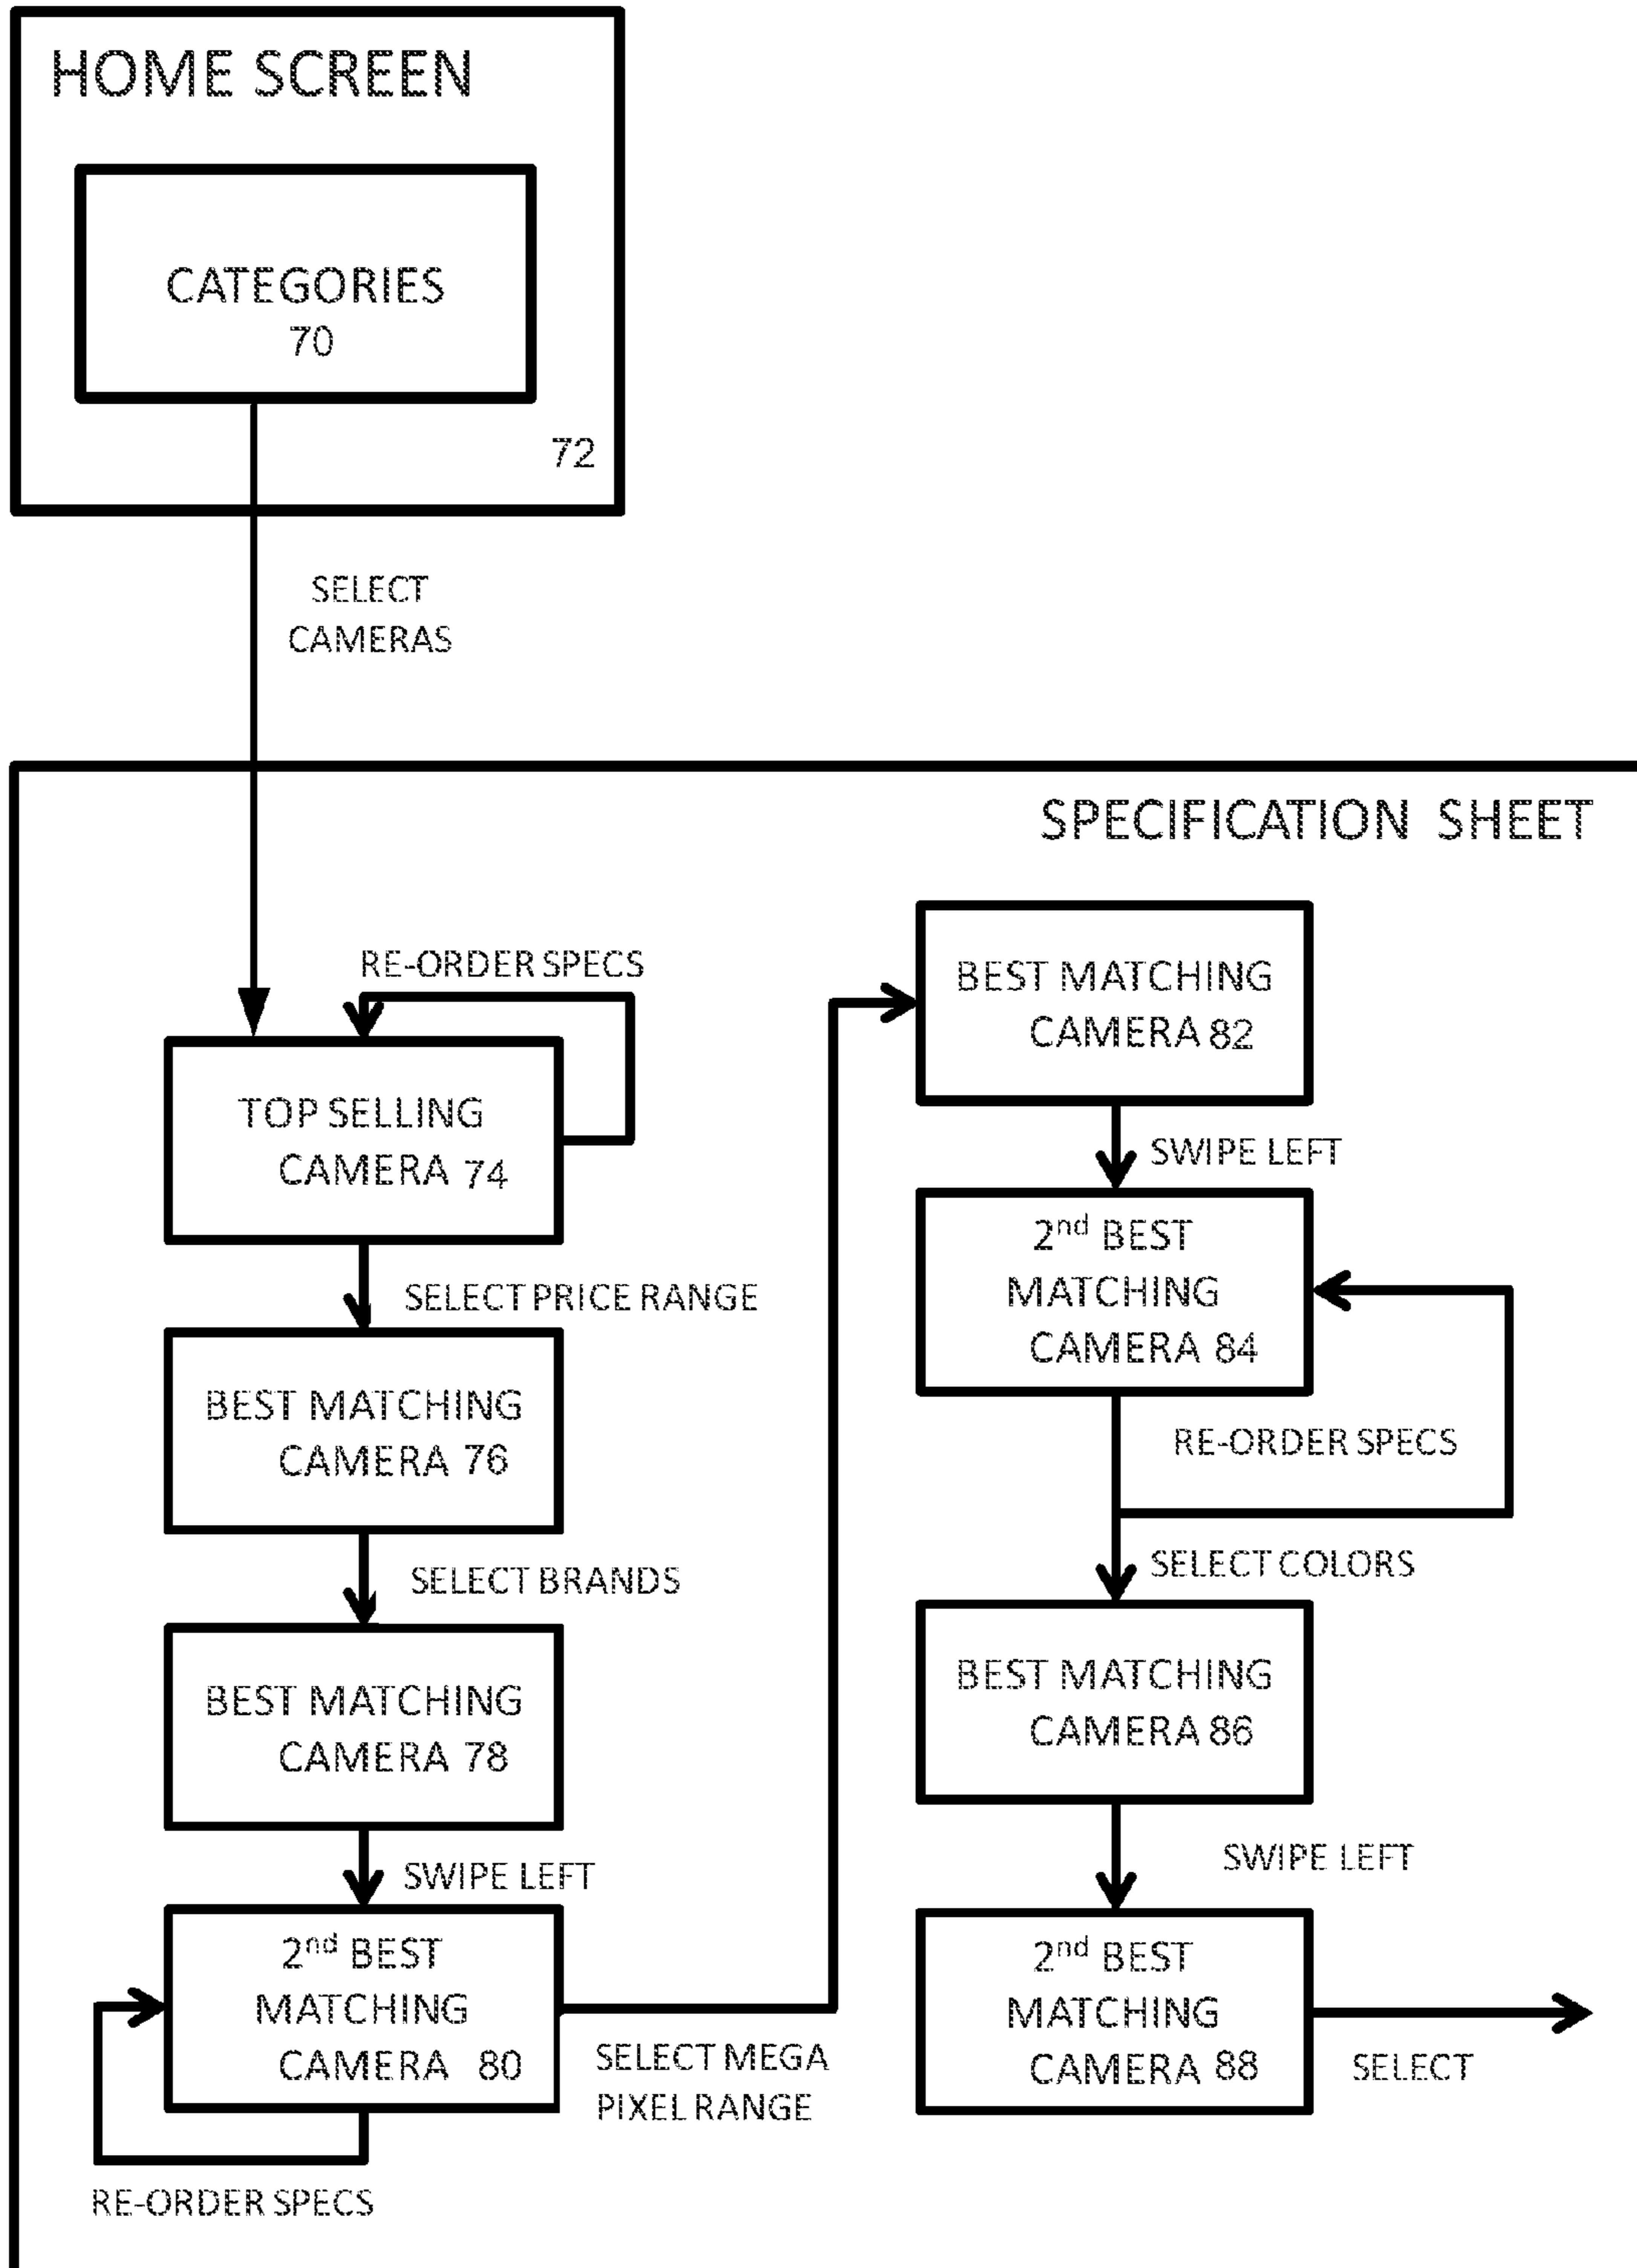 HOME SCREEN
CATEGORIES
70
72
SELECT
CAMERAS
SPECIFICATION SHEET
RE-ORDER SPECS
TOP SELLING
CAMERA 74
SELECT PRICE RANGE
BEST MATCHING
CAMERA 76
SELECT BRANDS
BEST MATCHING
CAMERA 78
SWIPE LEFT
2nd BEST
MATCHING
CAMERA 80
RE-ORDER SPECS
SELECT MEGA
PIXEL RANGE
BEST MATCHING
CAMERA 82
SWIPE LEFT
2nd BEST
MATCHING
CAMERA 84
RE-ORDER SPECS
SELECT COLORS
BEST MATCHING
CAMERA 86
SWIPE LEFT
2nd BEST
MATCHING
CAMERA 88
SELECT